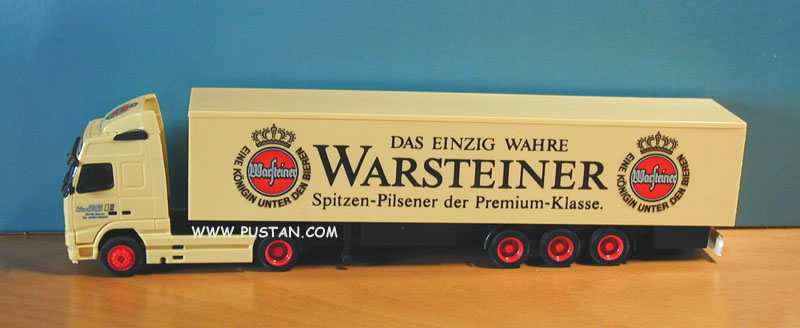 DAS EINZIG WAHRE
WARSTEINER
Spitzen-Pilsener der Premium-Klasse.
EINE KÖNIGIN UNTER DEN BIEREN
Warsteiner
EINE KÖNIGIN UNTER DEN BIEREN
Warsteiner
WWW.PUSTAN.COM